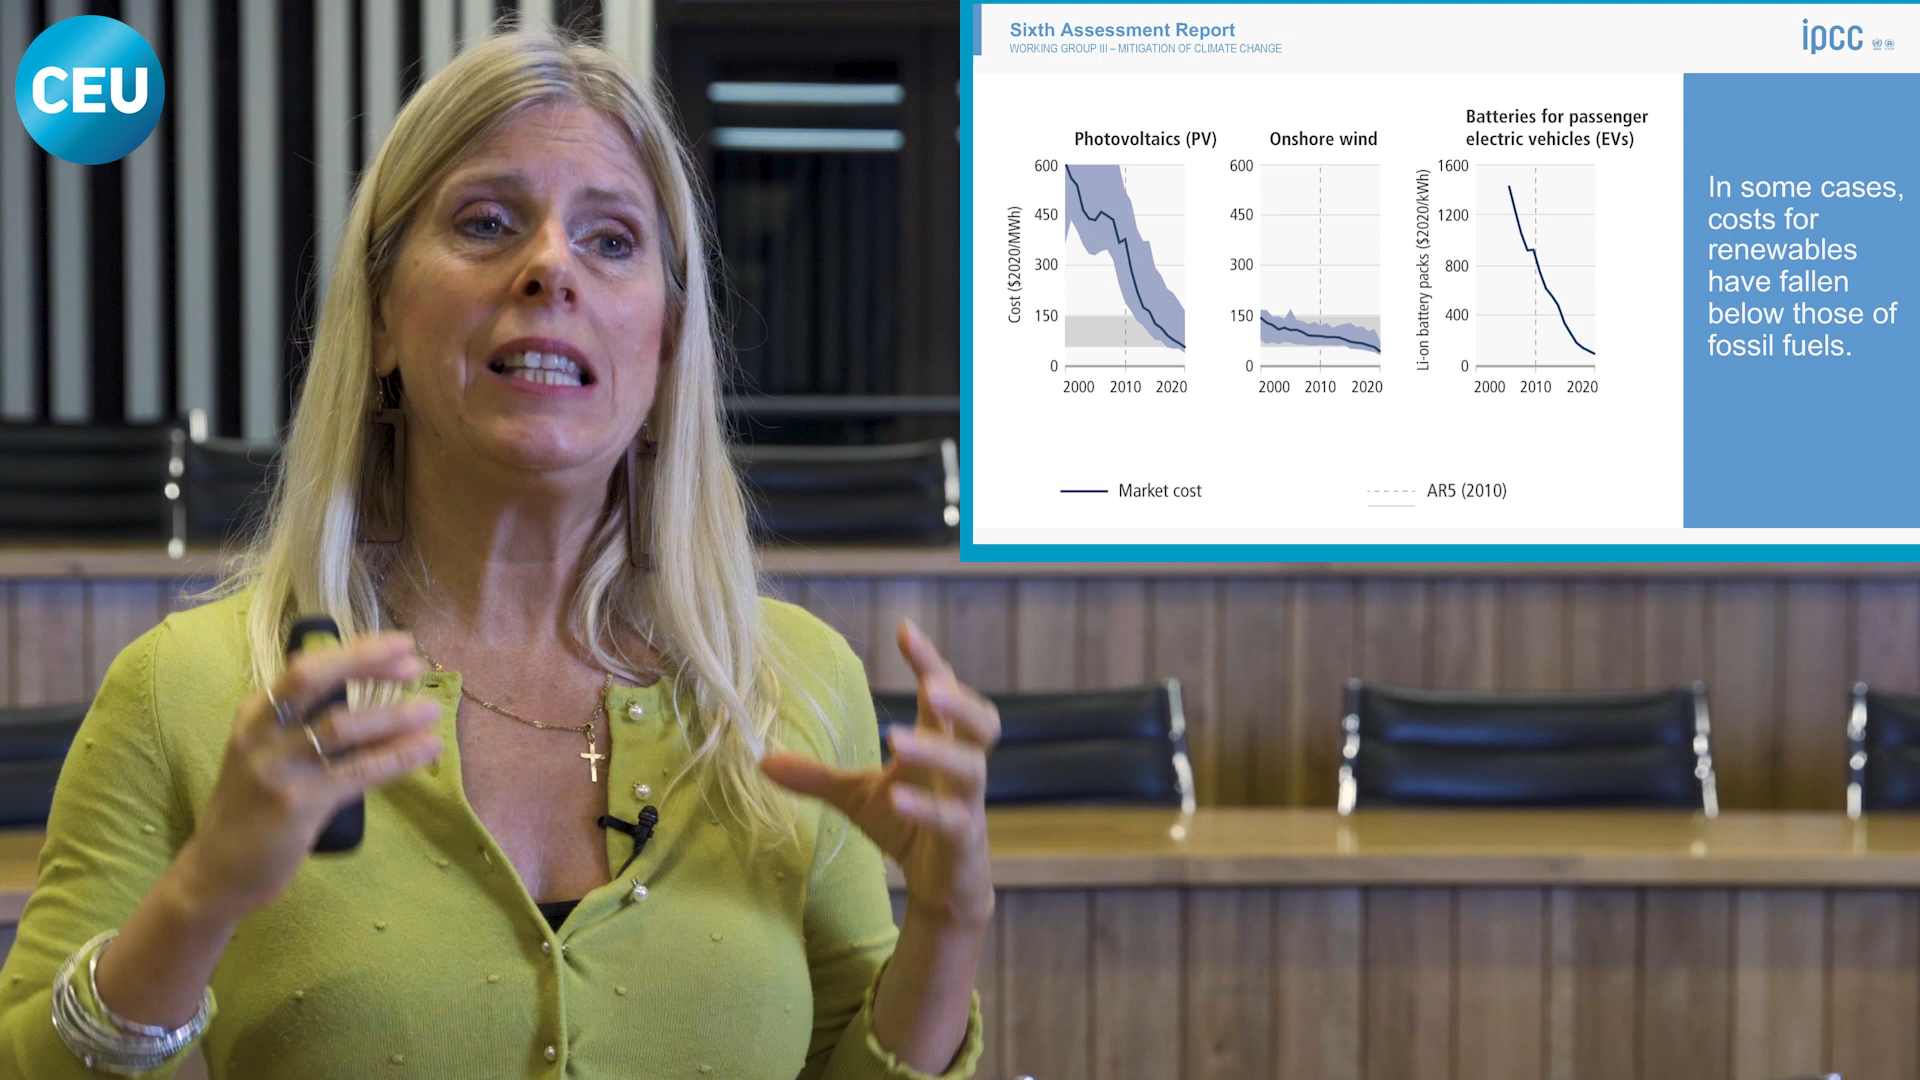 CEU
Sixth Assessment Report
WORKING GROUP III – MITIGATION OF CLIMATE CHANGE
ipcc
Photovoltaics (PV)
Cost ($2020/MWh)
600
450
300
150
0
2000 2010 2020
Onshore wind
600
450
300
150
0
2000 2010 2020
Batteries for passenger
electric vehicles (EVs)
Li-on battery packs ($2020/kWh)
1600
1200
800
400
0
2000 2010 2020
Market cost
AR5 (2010)
In some cases,
costs for
renewables
have fallen
below those of
fossil fuels.